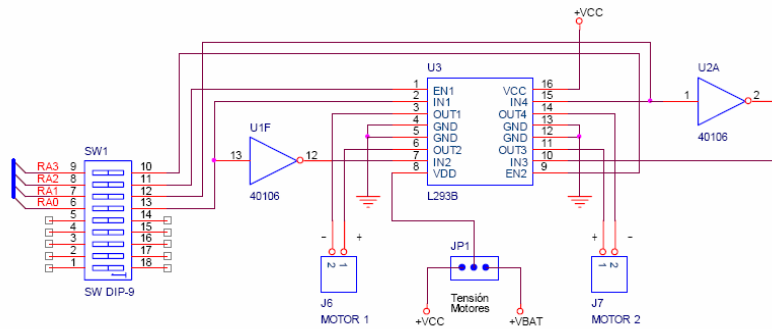 +VCC
U3
U2A
1 EN1 VCC 16
2 IN1 IN4 15
3 OUT1 OUT4 14
4 GND GND 13
5 GND GND 12
6 OUT2 OUT3 11
7 IN2 IN3 10
8 VDD EN2 9
L293B
1 2
40106
U1F
13 12
40106
SW1
RA3 9 10
RA2 8 11
RA1 7 12
RA0 6 13
5 14
4 15
3 16
2 17
1 18
SW DIP-9
- +
2 1
J6
MOTOR 1
JP1
Tensión
Motores
+VCC +VBAT
+ -
1 2
J7
MOTOR 2